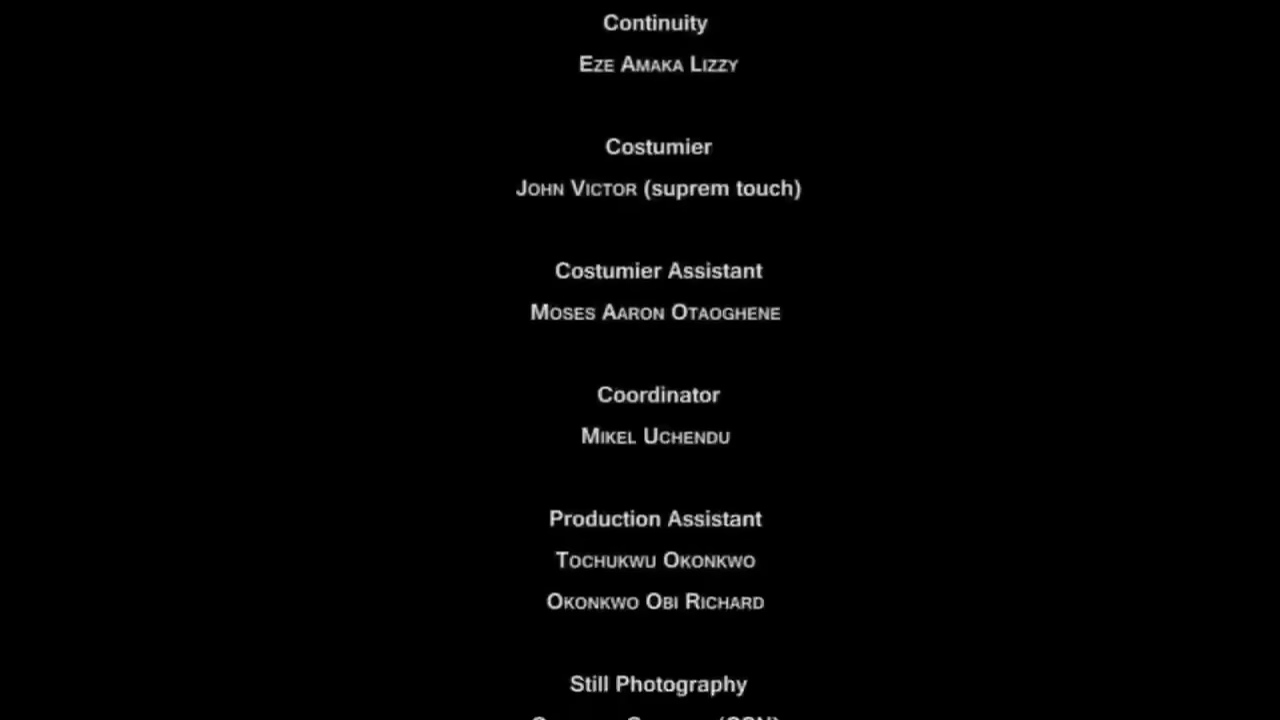 Continuity
Eze Amaka Lizzy
Costumier
John Victor (suprem touch)
Costumier Assistant
Moses Aaron Otaoghene
Coordinator
Mikel Uchendu
Production Assistant
Tochukwu Okonkwo
Okonkwo Obi Richard
Still Photography